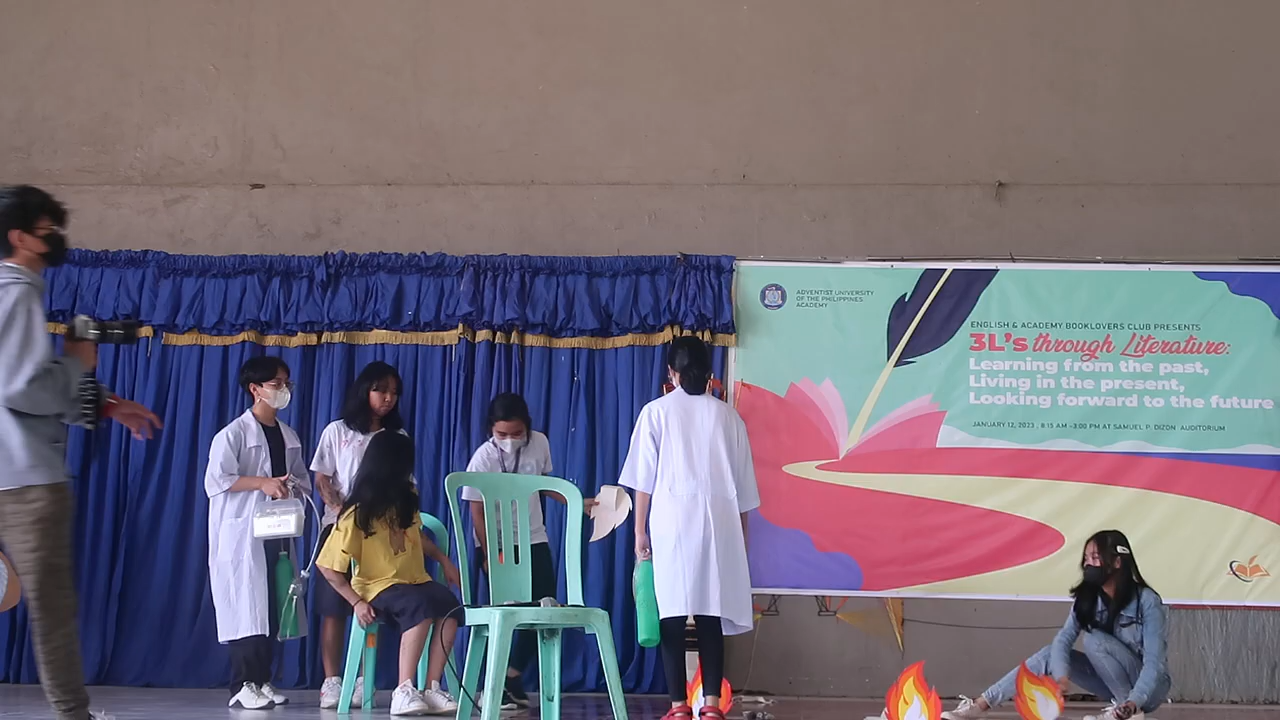 ADVENTIST UNIVERSITY
OF THE PHILIPPINES
ACADEMY
ENGLISH & ACADEMY BOOKLOVERS CLUB PRESENTS
3L's through Literature:
Learning from the past,
Living in the present,
Looking forward to the future
JANUARY 12, 2023 ; 8:15 AM -3:00 PM AT SAMUEL P. DIZON AUDITORIUM